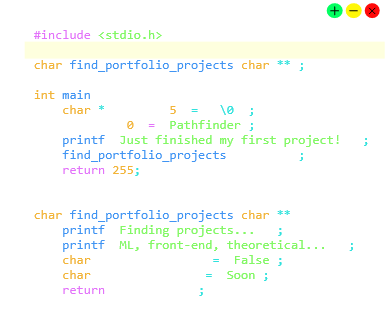 #include <stdio.h>
char find_portfolio_projects char ** ;
int main
char * 5 = \0 ;
0 = Pathfinder ;
printf Just finished my first project! ;
find_portfolio_projects ;
return 255;
char find_portfolio_projects char **
printf Finding projects... ;
printf ML, front-end, theoretical... ;
char = False ;
char = Soon ;
return ;